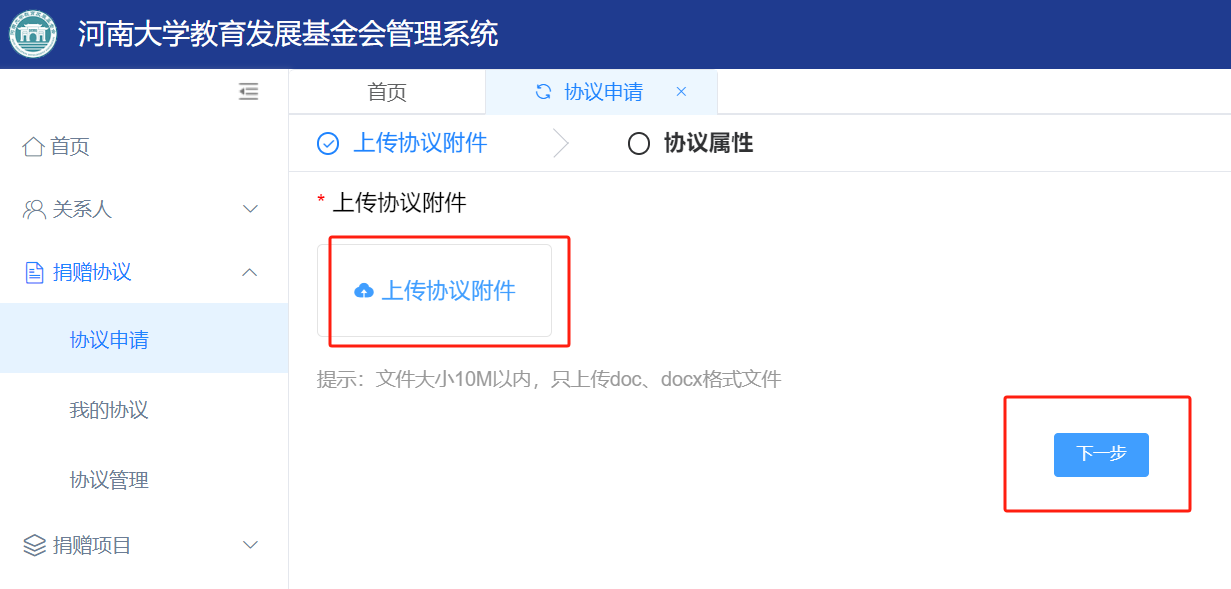 河南大学教育发展基金会管理系统
首页
协议申请
上传协议附件
协议属性
首页
关系人
捐赠协议
协议申请
我的协议
协议管理
捐赠项目
* 上传协议附件
上传协议附件
提示：文件大小10M以内，只上传doc、docx格式文件
下一步